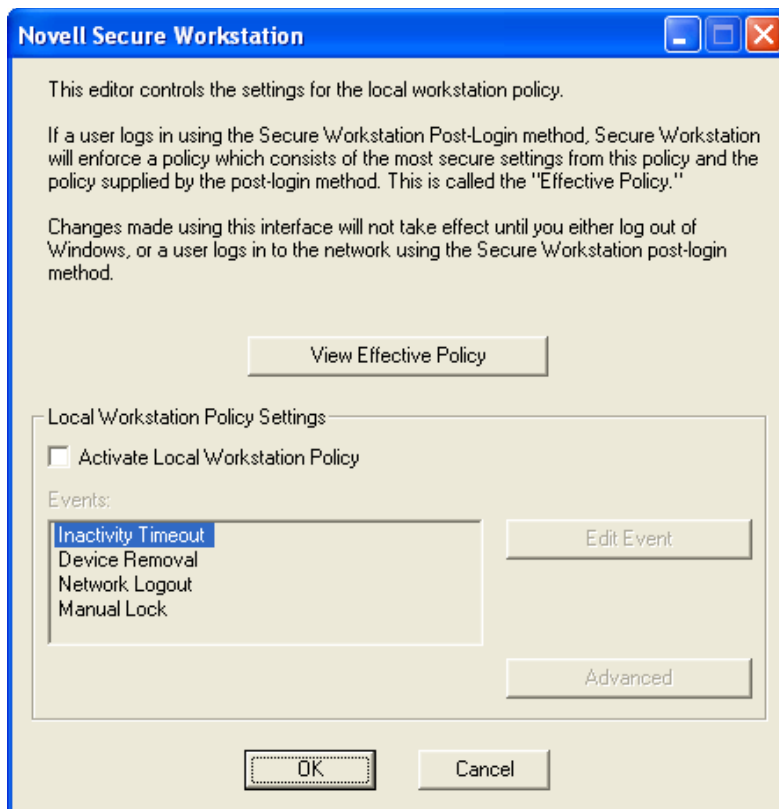 Novell Secure Workstation
This editor controls the settings for the local workstation policy.
If a user logs in using the Secure Workstation Post-Login method, Secure Workstation
will enforce a policy which consists of the most secure settings from this policy and the
policy supplied by the post-login method. This is called the "Effective Policy."
Changes made using this interface will not take effect until you either log out of
Windows, or a user logs in to the network using the Secure Workstation post-login
method.
View Effective Policy
Local Workstation Policy Settings
Activate Local Workstation Policy
Events:
Inactivity Timeout
Edit Event
Device Removal
Network Logout
Manual Lock
Advanced
OK
Cancel